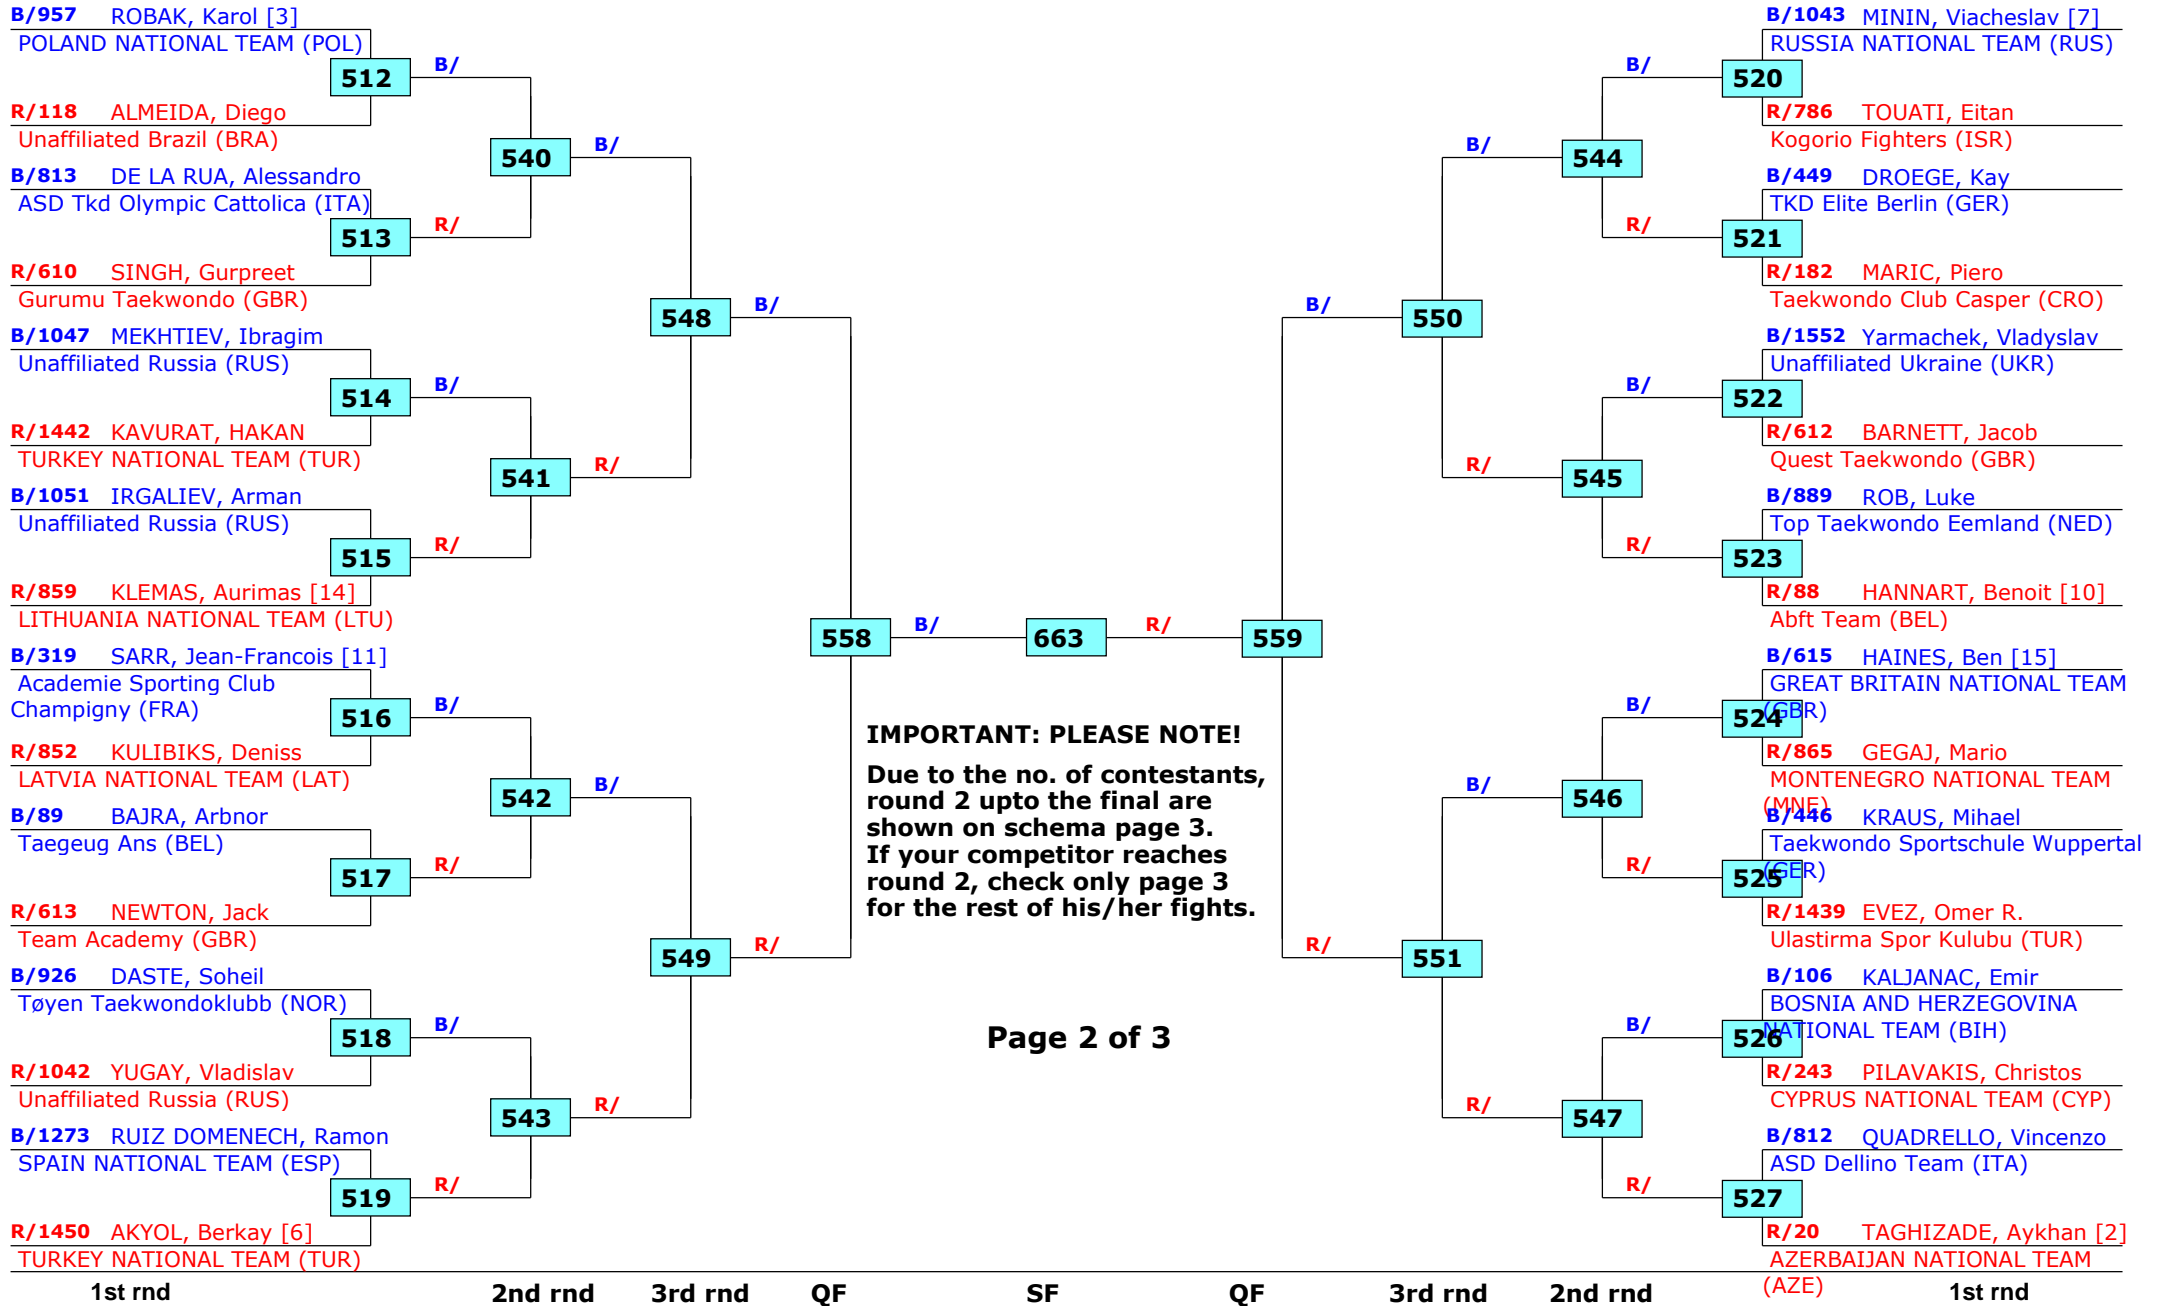 B/957 ROBAK, Karol [3]
POLAND NATIONAL TEAM (POL)
512
B/
R/118 ALMEIDA, Diego
Unaffiliated Brazil (BRA)
540
B/
B/813 DE LA RUA, Alessandro
ASD Tkd Olympic Cattolica (ITA)
513
R/
R/610 SINGH, Gurpreet
Gurumu Taekwondo (GBR)
548
B/
B/1047 MEKHTIEV, Ibragim
Unaffiliated Russia (RUS)
514
B/
R/1442 KAVURAT, HAKAN
TURKEY NATIONAL TEAM (TUR)
541
R/
B/1051 IRGALIEV, Arman
Unaffiliated Russia (RUS)
515
R/
R/859 KLEMAS, Aurimas [14]
LITHUANIA NATIONAL TEAM (LTU)
558
B/
663
R/
559
B/319 SARR, Jean-Francois [11]
Academie Sporting Club
Champigny (FRA)
516
B/
R/852 KULIBIKS, Deniss
LATVIA NATIONAL TEAM (LAT)
542
B/
B/89 BAJRA, Arbnor
Taegeug Ans (BEL)
517
R/
R/613 NEWTON, Jack
Team Academy (GBR)
549
R/
B/926 DASTE, Soheil
Tøyen Taekwondoklubb (NOR)
518
B/
R/1042 YUGAY, Vladislav
Unaffiliated Russia (RUS)
543
R/
B/1273 RUIZ DOMENECH, Ramon
SPAIN NATIONAL TEAM (ESP)
519
R/
R/1450 AKYOL, Berkay [6]
TURKEY NATIONAL TEAM (TUR)
IMPORTANT: PLEASE NOTE!
Due to the no. of contestants,
round 2 upto the final are
shown on schema page 3.
If your competitor reaches
round 2, check only page 3
for the rest of his/her fights.
Page 2 of 3
B/1043 MININ, Viacheslav [7]
RUSSIA NATIONAL TEAM (RUS)
B/
520
R/786 TOUATI, Eitan
Kogorio Fighters (ISR)
B/
544
B/449 DROEGE, Kay
TKD Elite Berlin (GER)
R/
521
R/182 MARIC, Piero
Taekwondo Club Casper (CRO)
B/
550
B/1552 Yarmachek, Vladyslav
Unaffiliated Ukraine (UKR)
B/
522
R/612 BARNETT, Jacob
Quest Taekwondo (GBR)
R/
545
B/889 ROB, Luke
Top Taekwondo Eemland (NED)
R/
523
R/88 HANNART, Benoit [10]
Abft Team (BEL)
B/615 HAINES, Ben [15]
GREAT BRITAIN NATIONAL TEAM
(GBR)
B/
524
R/865 GEGAJ, Mario
MONTENEGRO NATIONAL TEAM
(MNE)
B/
546
B/446 KRAUS, Mihael
Taekwondo Sportschule Wuppertal
(GER)
R/
525
R/1439 EVEZ, Omer R.
Ulastirma Spor Kulubu (TUR)
R/
551
B/106 KALJANAC, Emir
BOSNIA AND HERZEGOVINA
NATIONAL TEAM (BIH)
B/
526
R/243 PILAVAKIS, Christos
CYPRUS NATIONAL TEAM (CYP)
R/
547
B/812 QUADRELLO, Vincenzo
ASD Dellino Team (ITA)
R/
527
R/20 TAGHIZADE, Aykhan [2]
AZERBAIJAN NATIONAL TEAM
(AZE)
1st rnd 2nd rnd 3rd rnd QF SF QF 3rd rnd 2nd rnd 1st rnd